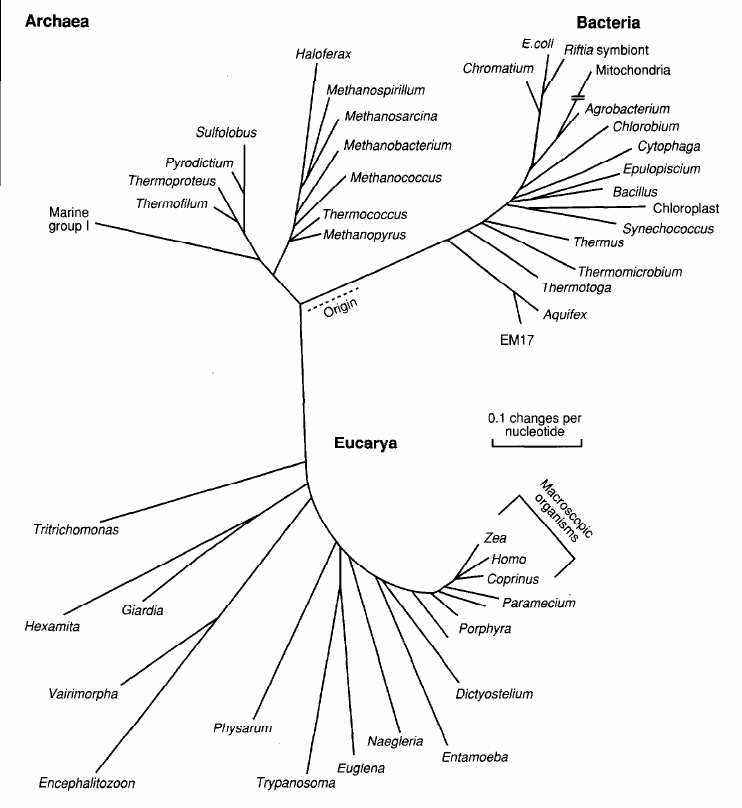 Archaea
Bacteria
E.coli
Riftia symbiont
Haloferax
Chromatium
Mitochondria
Methanospirillum
Agrobacterium
Methanosarcina
Chlorobium
Sulfolobus
Methanobacterium
Cytophaga
Pyrodictium
Epulopiscium
Thermoproteus
Methanococcus
Bacillus
Thermofilum
Chloroplast
Marine
group I
Thermococcus
Synechococcus
Methanopyrus
Thermus
Thermomicrobium
Thermotoga
Origin
Aquifex
EM17
0.1 changes per
nucleotide
Eucarya
Macroscopic
organisms
Tritrichomonas
Zea
Homo
Coprinus
Giardia
Paramecium
Hexamita
Porphyra
Vairimorpha
Dictyostelium
Physarum
Naegleria
Entamoeba
Euglena
Encephalitozoon
Trypanosoma